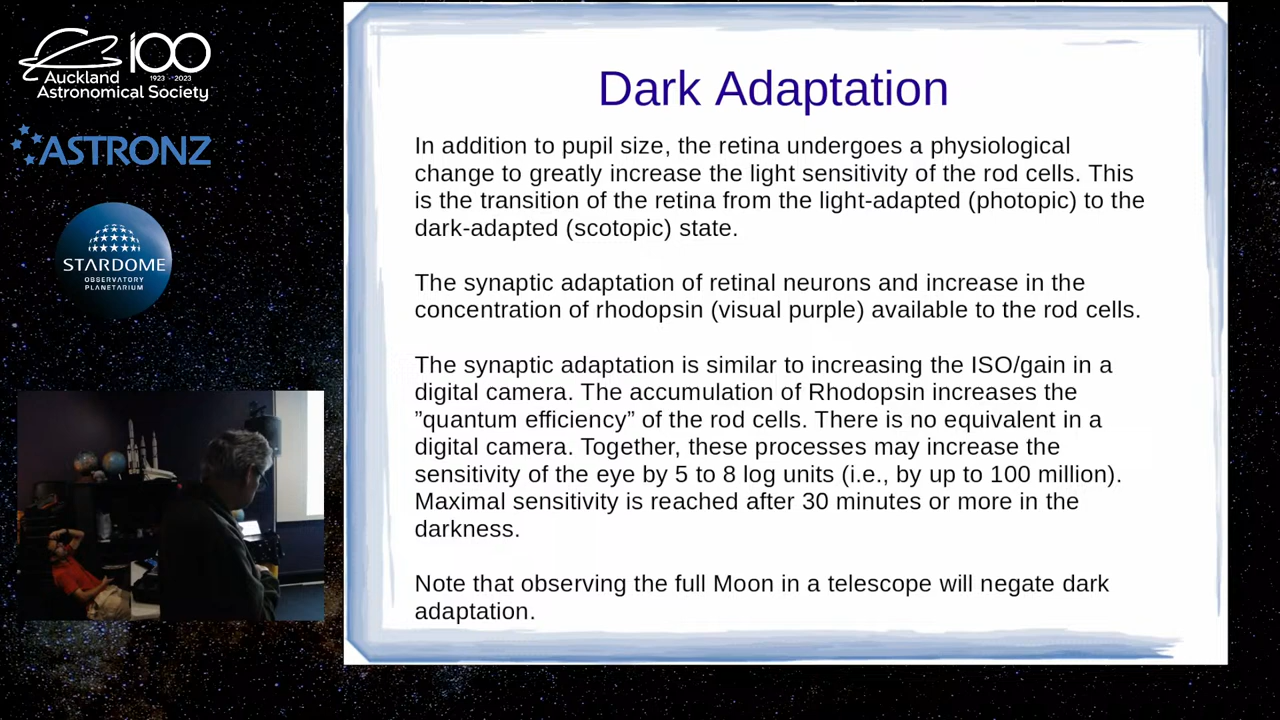 100
1923 2023
Auckland
Astronomical Society
ASTRONZ
STARDOME
OBSERVATORY
PLANETARIUM
Dark Adaptation
In addition to pupil size, the retina undergoes a physiological
change to greatly increase the light sensitivity of the rod cells. This
is the transition of the retina from the light-adapted (photopic) to the
dark-adapted (scotopic) state.
The synaptic adaptation of retinal neurons and increase in the
concentration of rhodopsin (visual purple) available to the rod cells.
The synaptic adaptation is similar to increasing the ISO/gain in a
digital camera. The accumulation of Rhodopsin increases the
”quantum efficiency” of the rod cells. There is no equivalent in a
digital camera. Together, these processes may increase the
sensitivity of the eye by 5 to 8 log units (i.e., by up to 100 million).
Maximal sensitivity is reached after 30 minutes or more in the
darkness.
Note that observing the full Moon in a telescope will negate dark
adaptation.